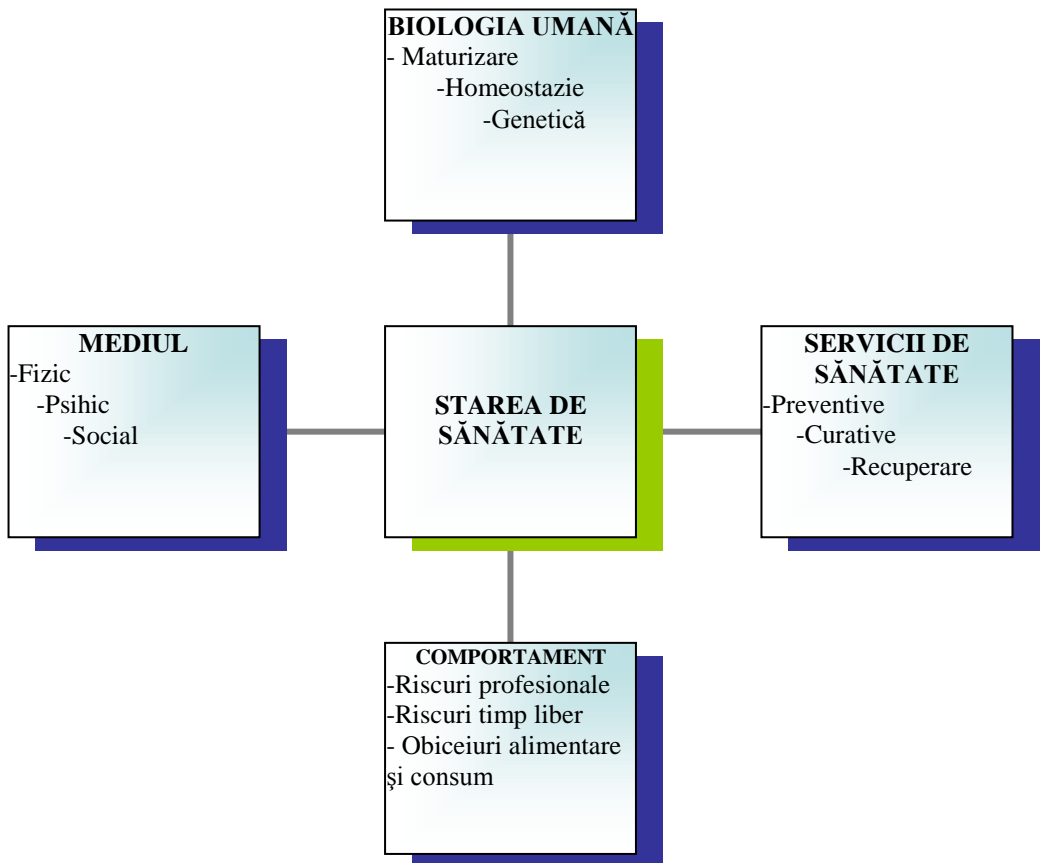 BIOLOGIA UMANĂ
- Maturizare
-Homeostazie
-Genetică
MEDIUL
-Fizic
-Psihic
-Social
STAREA DE
SĂNĂTATE
SERVICII DE
SĂNĂTATE
-Preventive
-Curative
-Recuperare
COMPORTAMENT
-Riscuri profesionale
-Riscuri timp liber
- Obiceiuri alimentare
şi consum